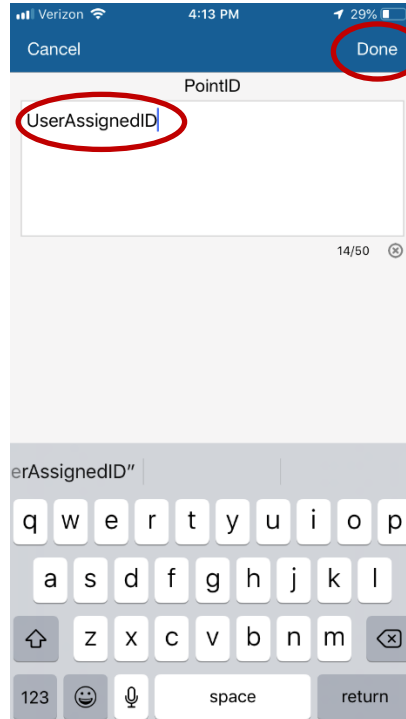 Verizon 4:13 PM 29%
Cancel Done
PointID
UserAssignedID
14/50
erAssignedID"
q w e r t y u i o p
a s d f g h j k l
z x c v b n m
123 space return